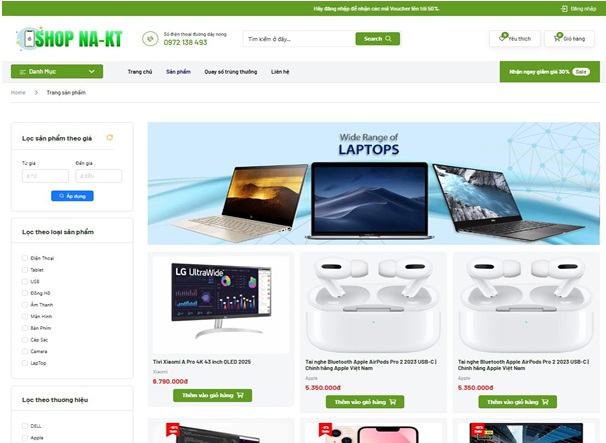 Hãy đăng nhập để nhận các mã Voucher lên tới 50%.
Đăng nhập
SHOP NA-KT
Số điện thoại đường dây nóng
0972 138 493
Tìm kiếm ở đây...
Search
Yêu thích
Giỏ hàng
Danh Mục
Trang chủ
Sản phẩm
Quay số trúng thưởng
Liên hệ
Nhận ngay giảm giá 30%
Sale
Home > Trang sản phẩm
Lọc sản phẩm theo giá
Từ giá
Đến giá
Áp dụng
Lọc theo loại sản phẩm
Điện Thoại
Tablet
USB
Đồng Hồ
Âm Thanh
Màn Hình
Bàn Phím
Cáp Sạc
Camera
LapTop
Lọc theo thương hiệu
DELL
Apple
Wide Range of
LAPTOPS
LG UltraWide
Tivi Xiaomi A Pro 4K 43 inch QLED 2025
Xiaomi
6.790.000đ
Thêm vào giỏ hàng
Tai nghe Bluetooth Apple AirPods Pro 2 2023 USB-C |
Chính hãng Apple Việt Nam
Apple
5.350.000đ
Thêm vào giỏ hàng
Tai nghe Bluetooth Apple AirPods Pro 2 2023 USB-C |
Chính hãng Apple Việt Nam
Apple
5.350.000đ
Thêm vào giỏ hàng